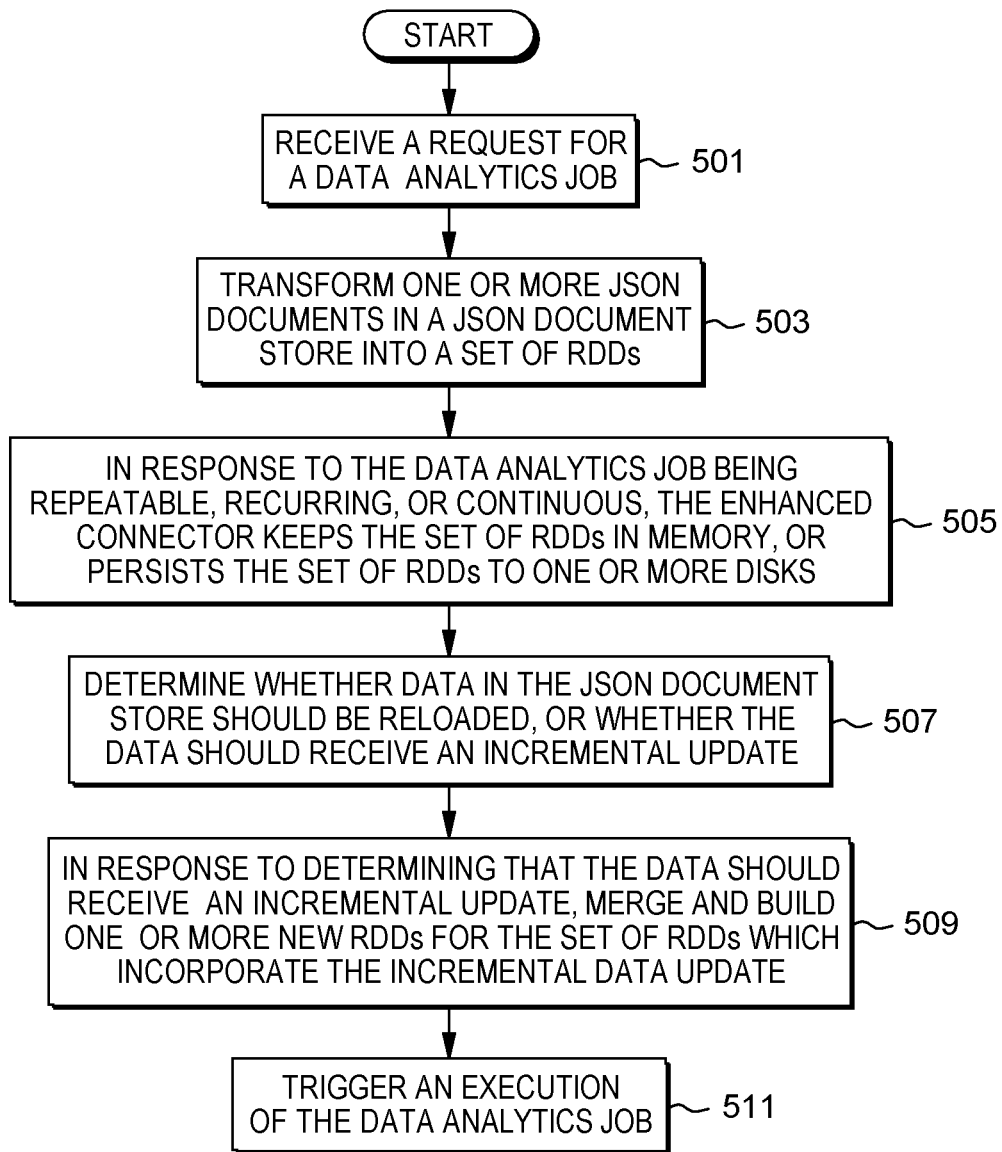 START
RECEIVE A REQUEST FOR
A DATA ANALYTICS JOB
501
TRANSFORM ONE OR MORE JSON
DOCUMENTS IN A JSON DOCUMENT
STORE INTO A SET OF RDDs
503
IN RESPONSE TO THE DATA ANALYTICS JOB BEING
REPEATABLE, RECURRING, OR CONTINUOUS, THE ENHANCED
CONNECTOR KEEPS THE SET OF RDDs IN MEMORY, OR
PERSISTS THE SET OF RDDs TO ONE OR MORE DISKS
505
DETERMINE WHETHER DATA IN THE JSON DOCUMENT
STORE SHOULD BE RELOADED, OR WHETHER THE
DATA SHOULD RECEIVE AN INCREMENTAL UPDATE
507
IN RESPONSE TO DETERMINING THAT THE DATA SHOULD
RECEIVE AN INCREMENTAL UPDATE, MERGE AND BUILD
ONE OR MORE NEW RDDs FOR THE SET OF RDDs WHICH
INCORPORATE THE INCREMENTAL DATA UPDATE
509
TRIGGER AN EXECUTION
OF THE DATA ANALYTICS JOB
511